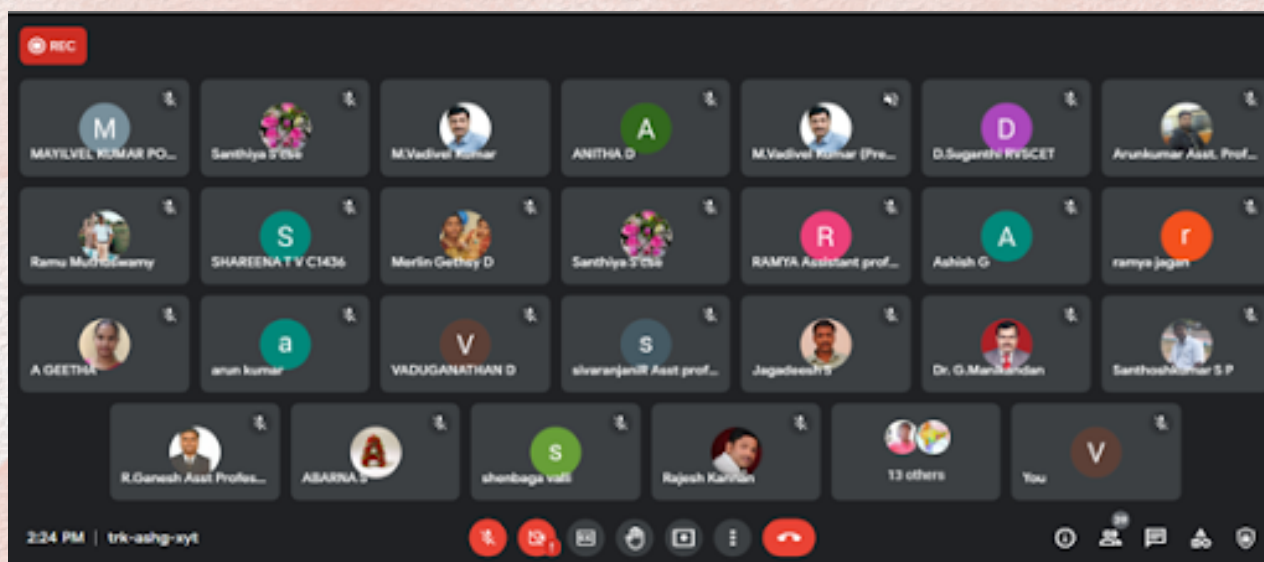 REC
M
A
D
MAYILVEL KUMAR PO...
Santhiya S cse
M.Vadivel Kumar
ANITHA D
M.Vadivel Kumar (Pre...
D.Suganthi RVSCET
Arunkumar Asst. Prof...
S
R
A
r
Ramu Muthuswamy
SHAREENA T V C1436
Merlin Gethsy D
Santhiya S cse
RAMYA Assistant prof...
Ashish G
ramya jagan
a
V
s
A GEETHA
arun kumar
VADUGANATHAN D
sivaranjaniR Asst prof...
Jagadeesh S
Dr. G.Manikandan
Santhoshkumar S P
A
s
V
R.Ganesh Asst Profes...
ABARNA S
shenbaga valli
Rajesh Kannan
13 others
You
2:24 PM | trk-ashg-xyt